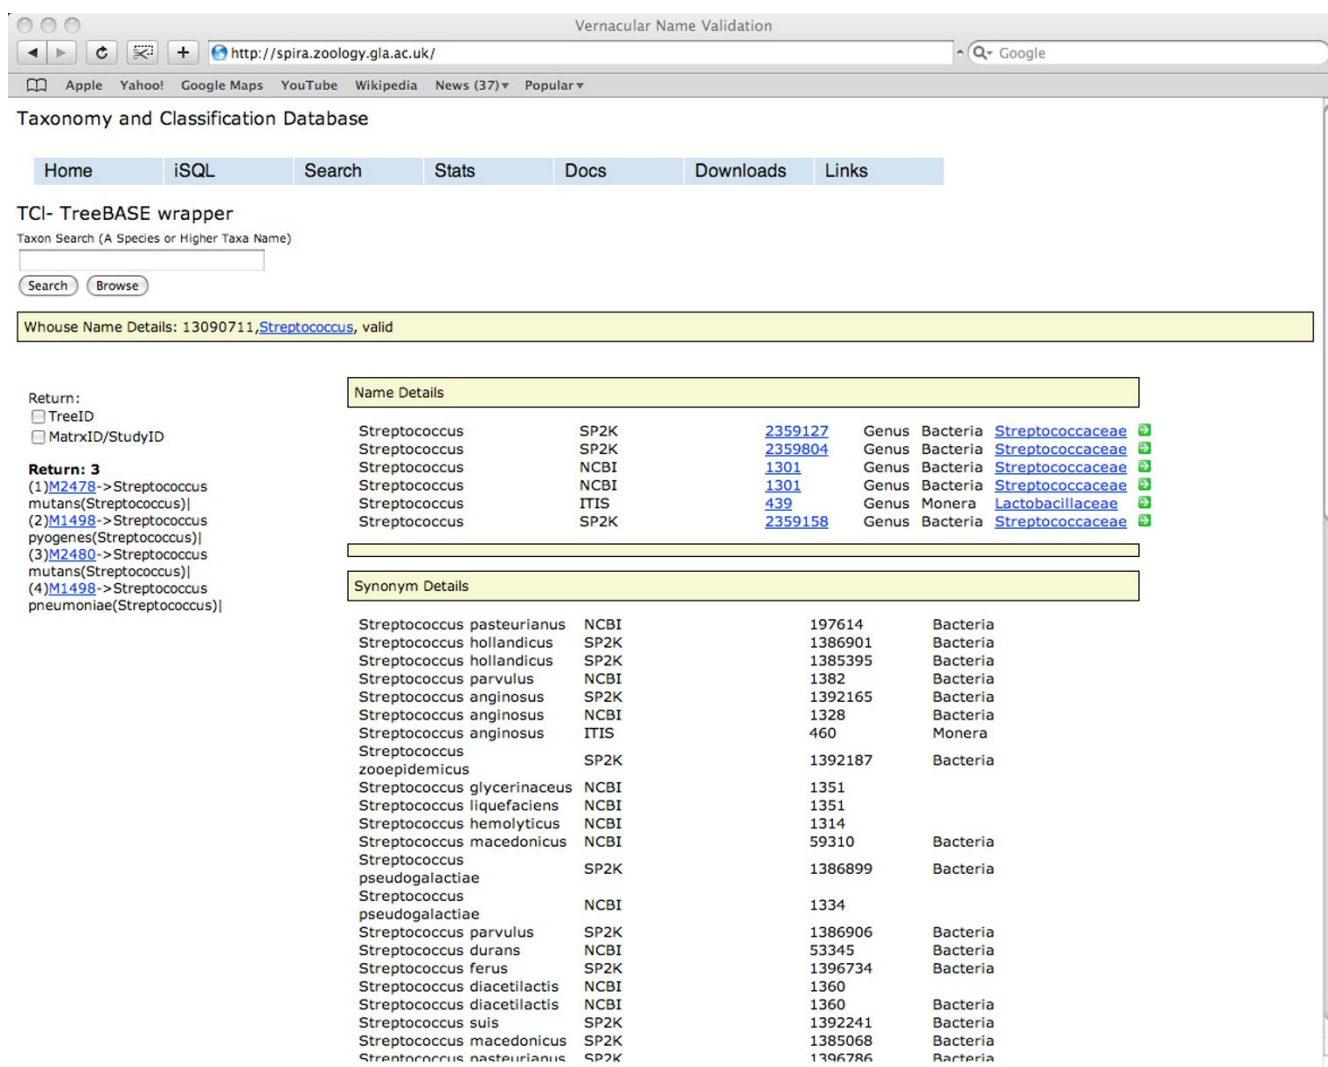 Vernacular Name Validation
http://spira.zoology.gla.ac.uk/
Google
Apple Yahoo! Google Maps YouTube Wikipedia News (37) Popular
Taxonomy and Classification Database
Home iSQL Search Stats Docs Downloads Links
TCl- TreeBASE wrapper
Taxon Search (A Species or Higher Taxa Name)
Search Browse
Whouse Name Details: 13090711,Streptococcus, valid
Return:
TreeID
MatrxID/StudyID
Return: 3
(1)M2478->Streptococcus
mutans(Streptococcus)|
(2)M1498->Streptococcus
pyogenes(Streptococcus)|
(3)M2480->Streptococcus
mutans(Streptococcus)|
(4)M1498->Streptococcus
pneumoniae(Streptococcus)|
Name Details
Streptococcus SP2K 2359127 Genus Bacteria Streptococcaceae
Streptococcus SP2K 2359804 Genus Bacteria Streptococcaceae
Streptococcus NCBI 1301 Genus Bacteria Streptococcaceae
Streptococcus NCBI 1301 Genus Bacteria Streptococcaceae
Streptococcus ITIS 439 Genus Monera Lactobacillaceae
Streptococcus SP2K 2359158 Genus Bacteria Streptococcaceae
Synonym Details
Streptococcus pasteurianus NCBI 197614 Bacteria
Streptococcus hollandicus SP2K 1386901 Bacteria
Streptococcus hollandicus SP2K 1385395 Bacteria
Streptococcus parvulus NCBI 1382 Bacteria
Streptococcus anginosus SP2K 1392165 Bacteria
Streptococcus anginosus NCBI 1328 Bacteria
Streptococcus anginosus ITIS 460 Monera
Streptococcus
zooepidemicus SP2K 1392187 Bacteria
Streptococcus glycerinaceus NCBI 1351
Streptococcus liquefaciens NCBI 1351
Streptococcus hemolyticus NCBI 1314
Streptococcus macedonicus NCBI 59310 Bacteria
Streptococcus
pseudogalactiae SP2K 1386899 Bacteria
Streptococcus
pseudogalactiae NCBI 1334
Streptococcus parvulus SP2K 1386906 Bacteria
Streptococcus durans NCBI 53345 Bacteria
Streptococcus ferus SP2K 1396734 Bacteria
Streptococcus diacetilactis NCBI 1360
Streptococcus diacetilactis NCBI 1360 Bacteria
Streptococcus suis SP2K 1392241 Bacteria
Streptococcus macedonicus SP2K 1385068 Bacteria
Streptococcus pasteurianus SP2K 1396786 Bacteria